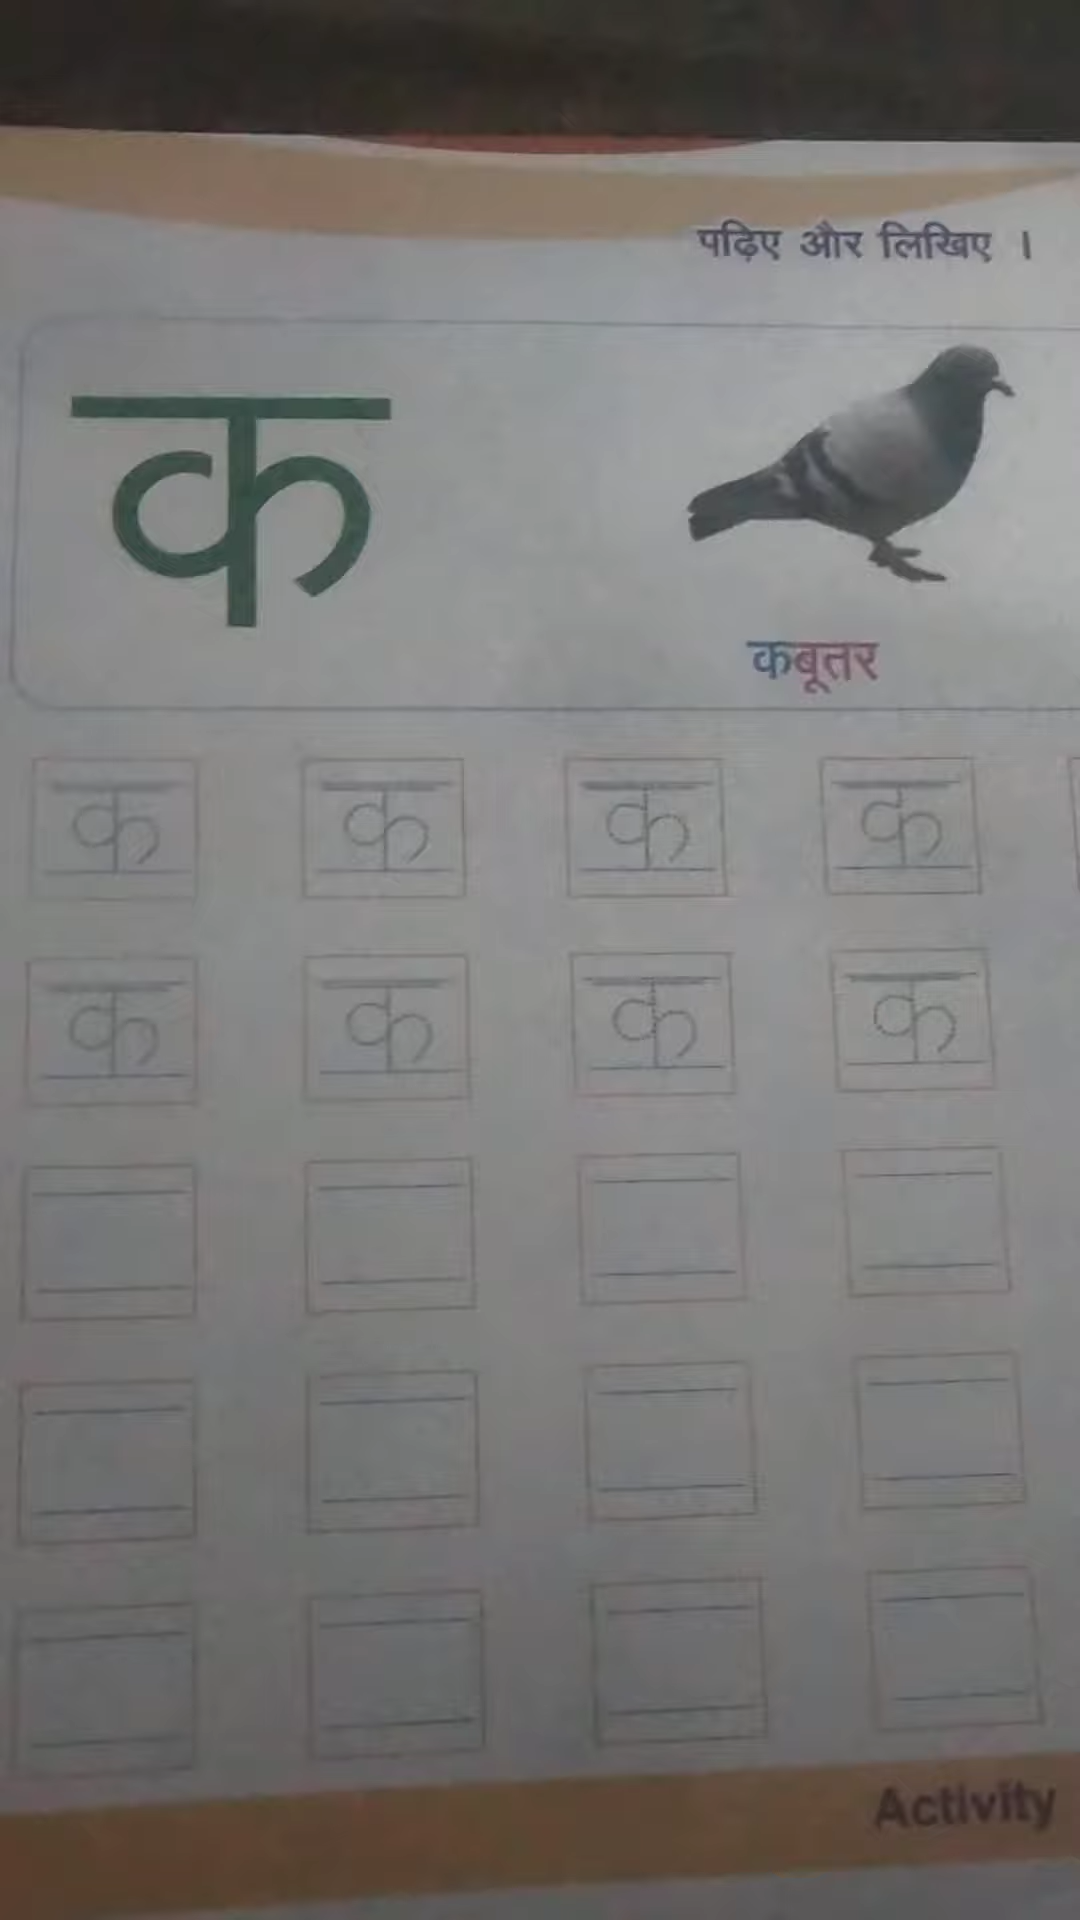 पढ़िए और लिखिए ।
क
कबूतर
क क क क
क क क क
Activity